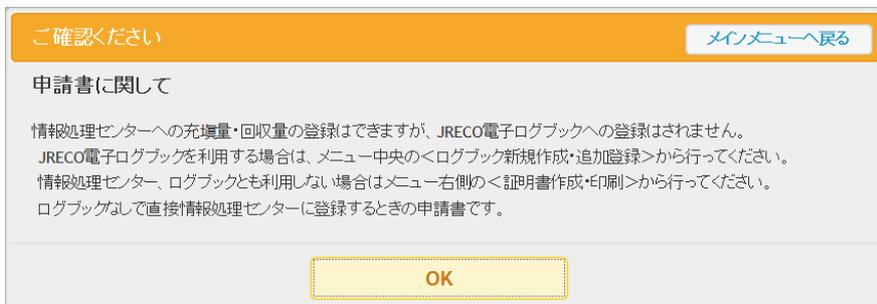 ご確認ください
メインメニューへ戻る
申請書に関して
情報処理センターへの充塡量・回収量の登録はできますが、JRECO電子ログブックへの登録はされません。
JRECO電子ログブックを利用する場合は、メニュー中央の＜ログブック新規作成・追加登録＞から行ってください。
情報処理センター、ログブックとも利用しない場合はメニュー右側の＜証明書作成・印刷＞から行ってください。
ログブックなしで直接情報処理センターに登録するときの申請書です。
OK